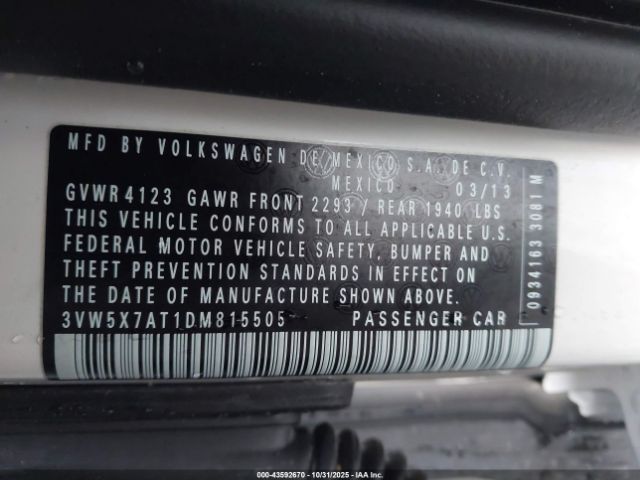 MFD BY VOLKSWAGEN DE MEXICO S.A. DE C.V.
MEXICO 03/13
GVWR 4123 GAWR FRONT 2293 / REAR 1940 LBS
THIS VEHICLE CONFORMS TO ALL APPLICABLE U.S.
FEDERAL MOTOR VEHICLE SAFETY, BUMPER AND
THEFT PREVENTION STANDARDS IN EFFECT ON
THE DATE OF MANUFACTURE SHOWN ABOVE.
3VW5X7AT1DM815505 PASSENGER CAR
0934163 3081 M
000-43592670 | 10/31/2025 | IAA Inc. | Copart